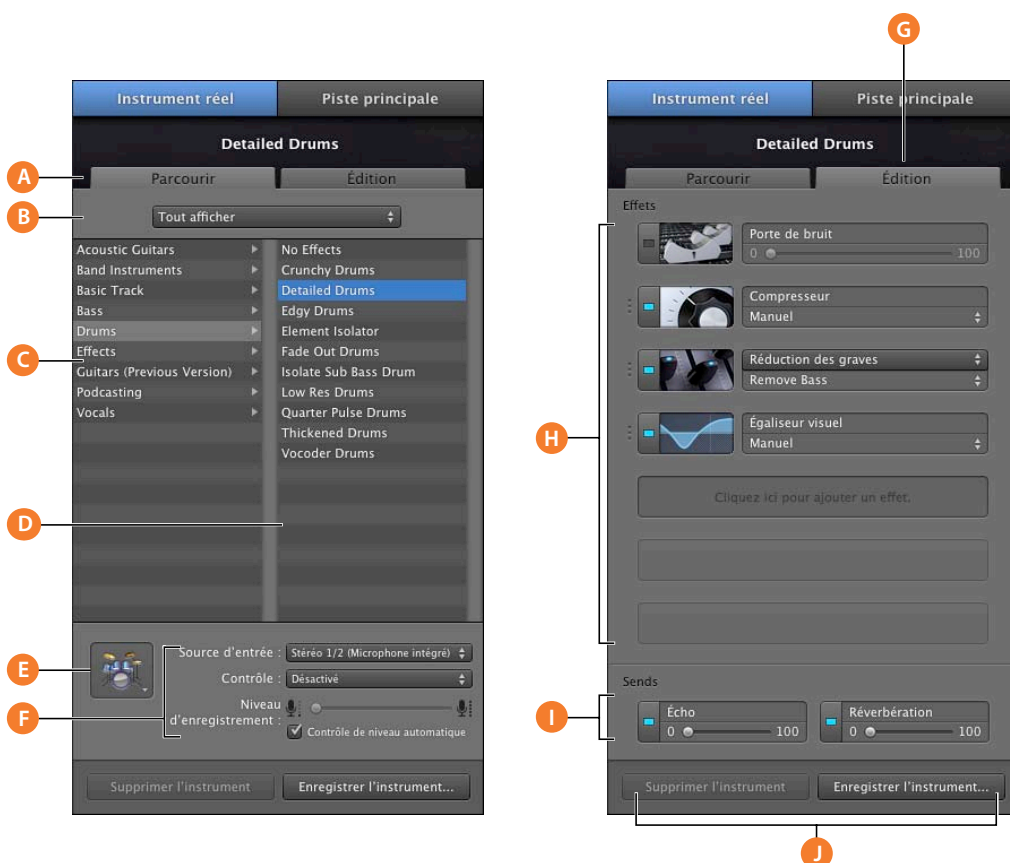 G
Instrument réel
Piste principale
Detailed Drums
A
Parcourir
Édition
B
Tout afficher
Acoustic Guitars
Band Instruments
Basic Track
Bass
Drums
Effects
Guitars (Previous Version)
Podcasting
Vocals
C
No Effects
Crunchy Drums
Detailed Drums
Edgy Drums
Element Isolator
Fade Out Drums
Isolate Sub Bass Drum
Low Res Drums
Quarter Pulse Drums
Thickened Drums
Vocoder Drums
D
E
F
Source d'entrée :
Stéréo 1/2 (Microphone intégré)
Contrôle :
Désactivé
Niveau
d'enregistrement :
Contrôle de niveau automatique
Supprimer l'instrument
Enregistrer l'instrument...
Instrument réel
Piste principale
Detailed Drums
Parcourir
Édition
Effets
Porte de bruit
0
100
Compresseur
Manuel
Réduction des graves
Remove Bass
H
Égaliseur visuel
Manuel
Cliquez ici pour ajouter un effet.
Sends
I
Écho
0
100
Réverbération
0
100
Supprimer l'instrument
Enregistrer l'instrument...
J